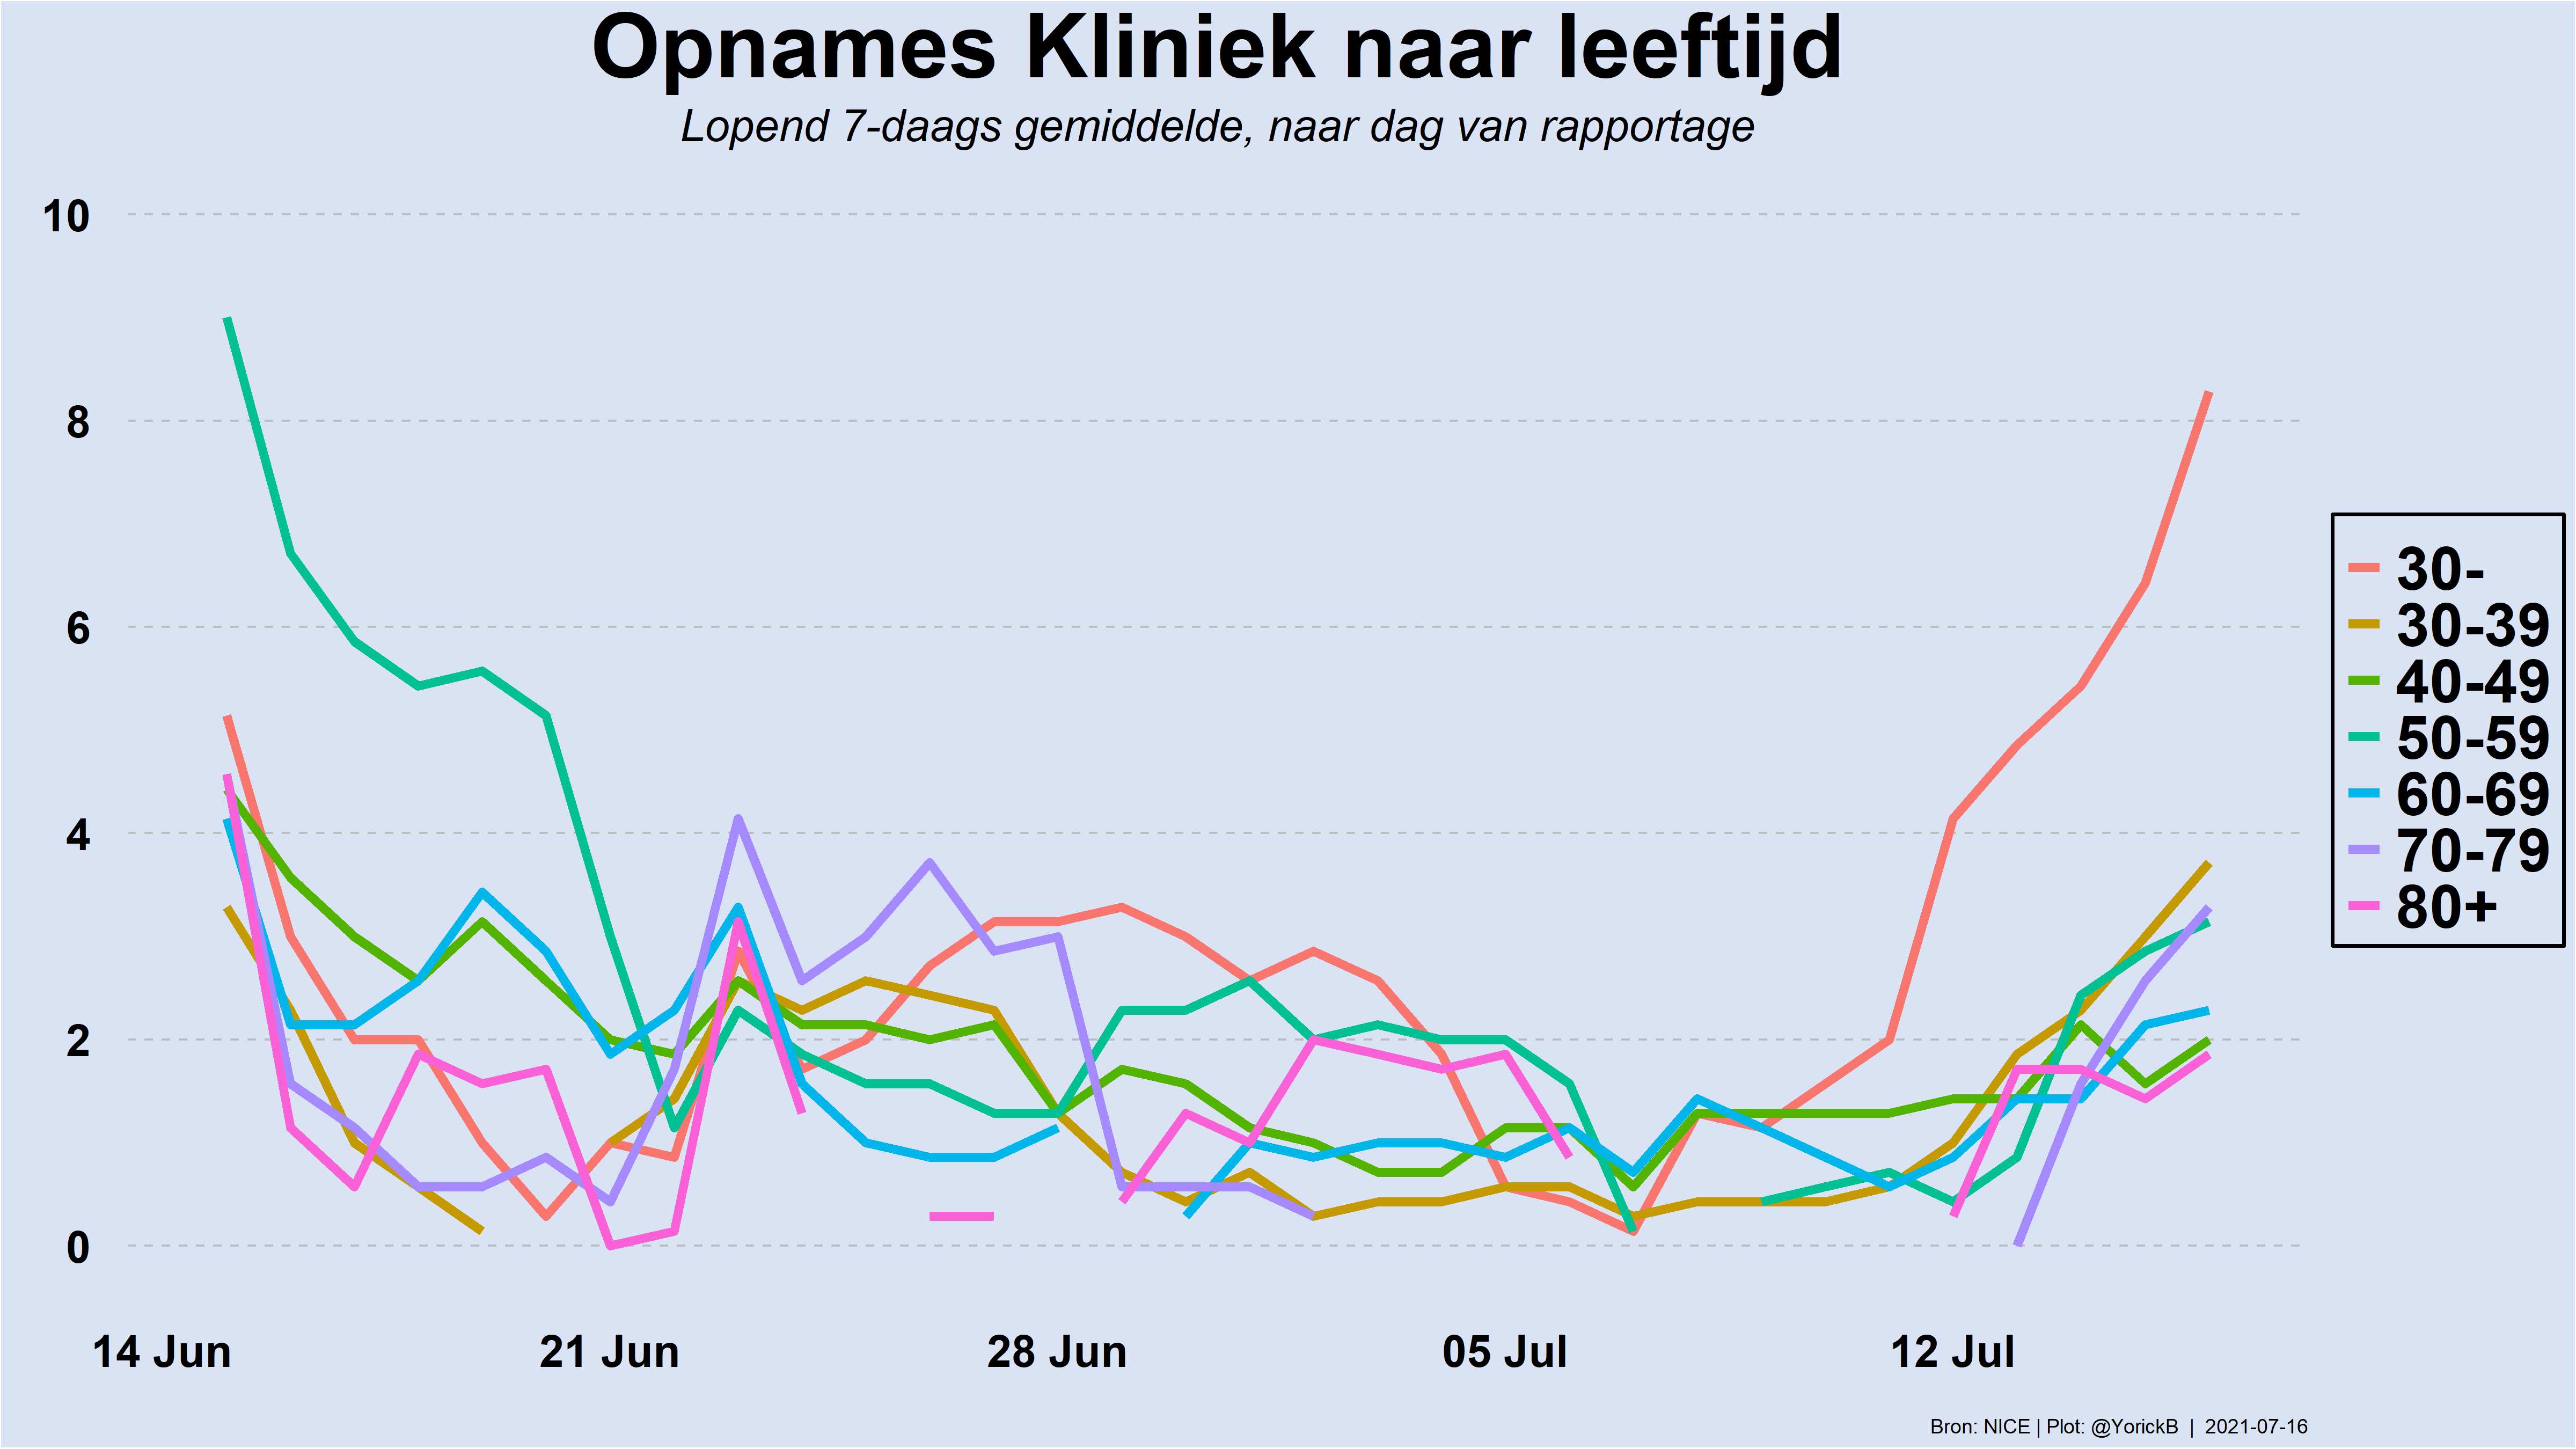 Opnames Kliniek naar leeftijd
Lopend 7-daags gemiddelde, naar dag van rapportage
10
8
6
4
2
0
14 Jun
21 Jun
28 Jun
05 Jul
12 Jul
30-
30-39
40-49
50-59
60-69
70-79
80+
Bron: NICE | Plot: @YorickB | 2021-07-16